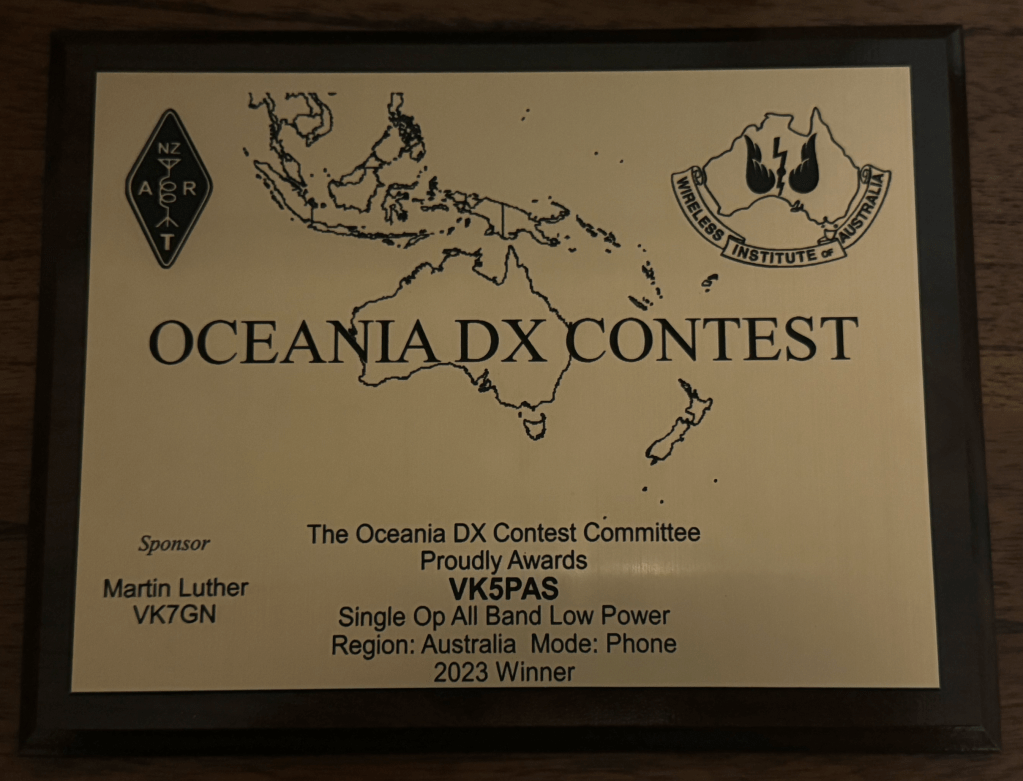 NZ
A R
T
WIRELESS INSTITUTE OF AUSTRALIA
OCEANIA DX CONTEST
Sponsor
Martin Luther
VK7GN
The Oceania DX Contest Committee
Proudly Awards
VK5PAS
Single Op All Band Low Power
Region: Australia Mode: Phone
2023 Winner